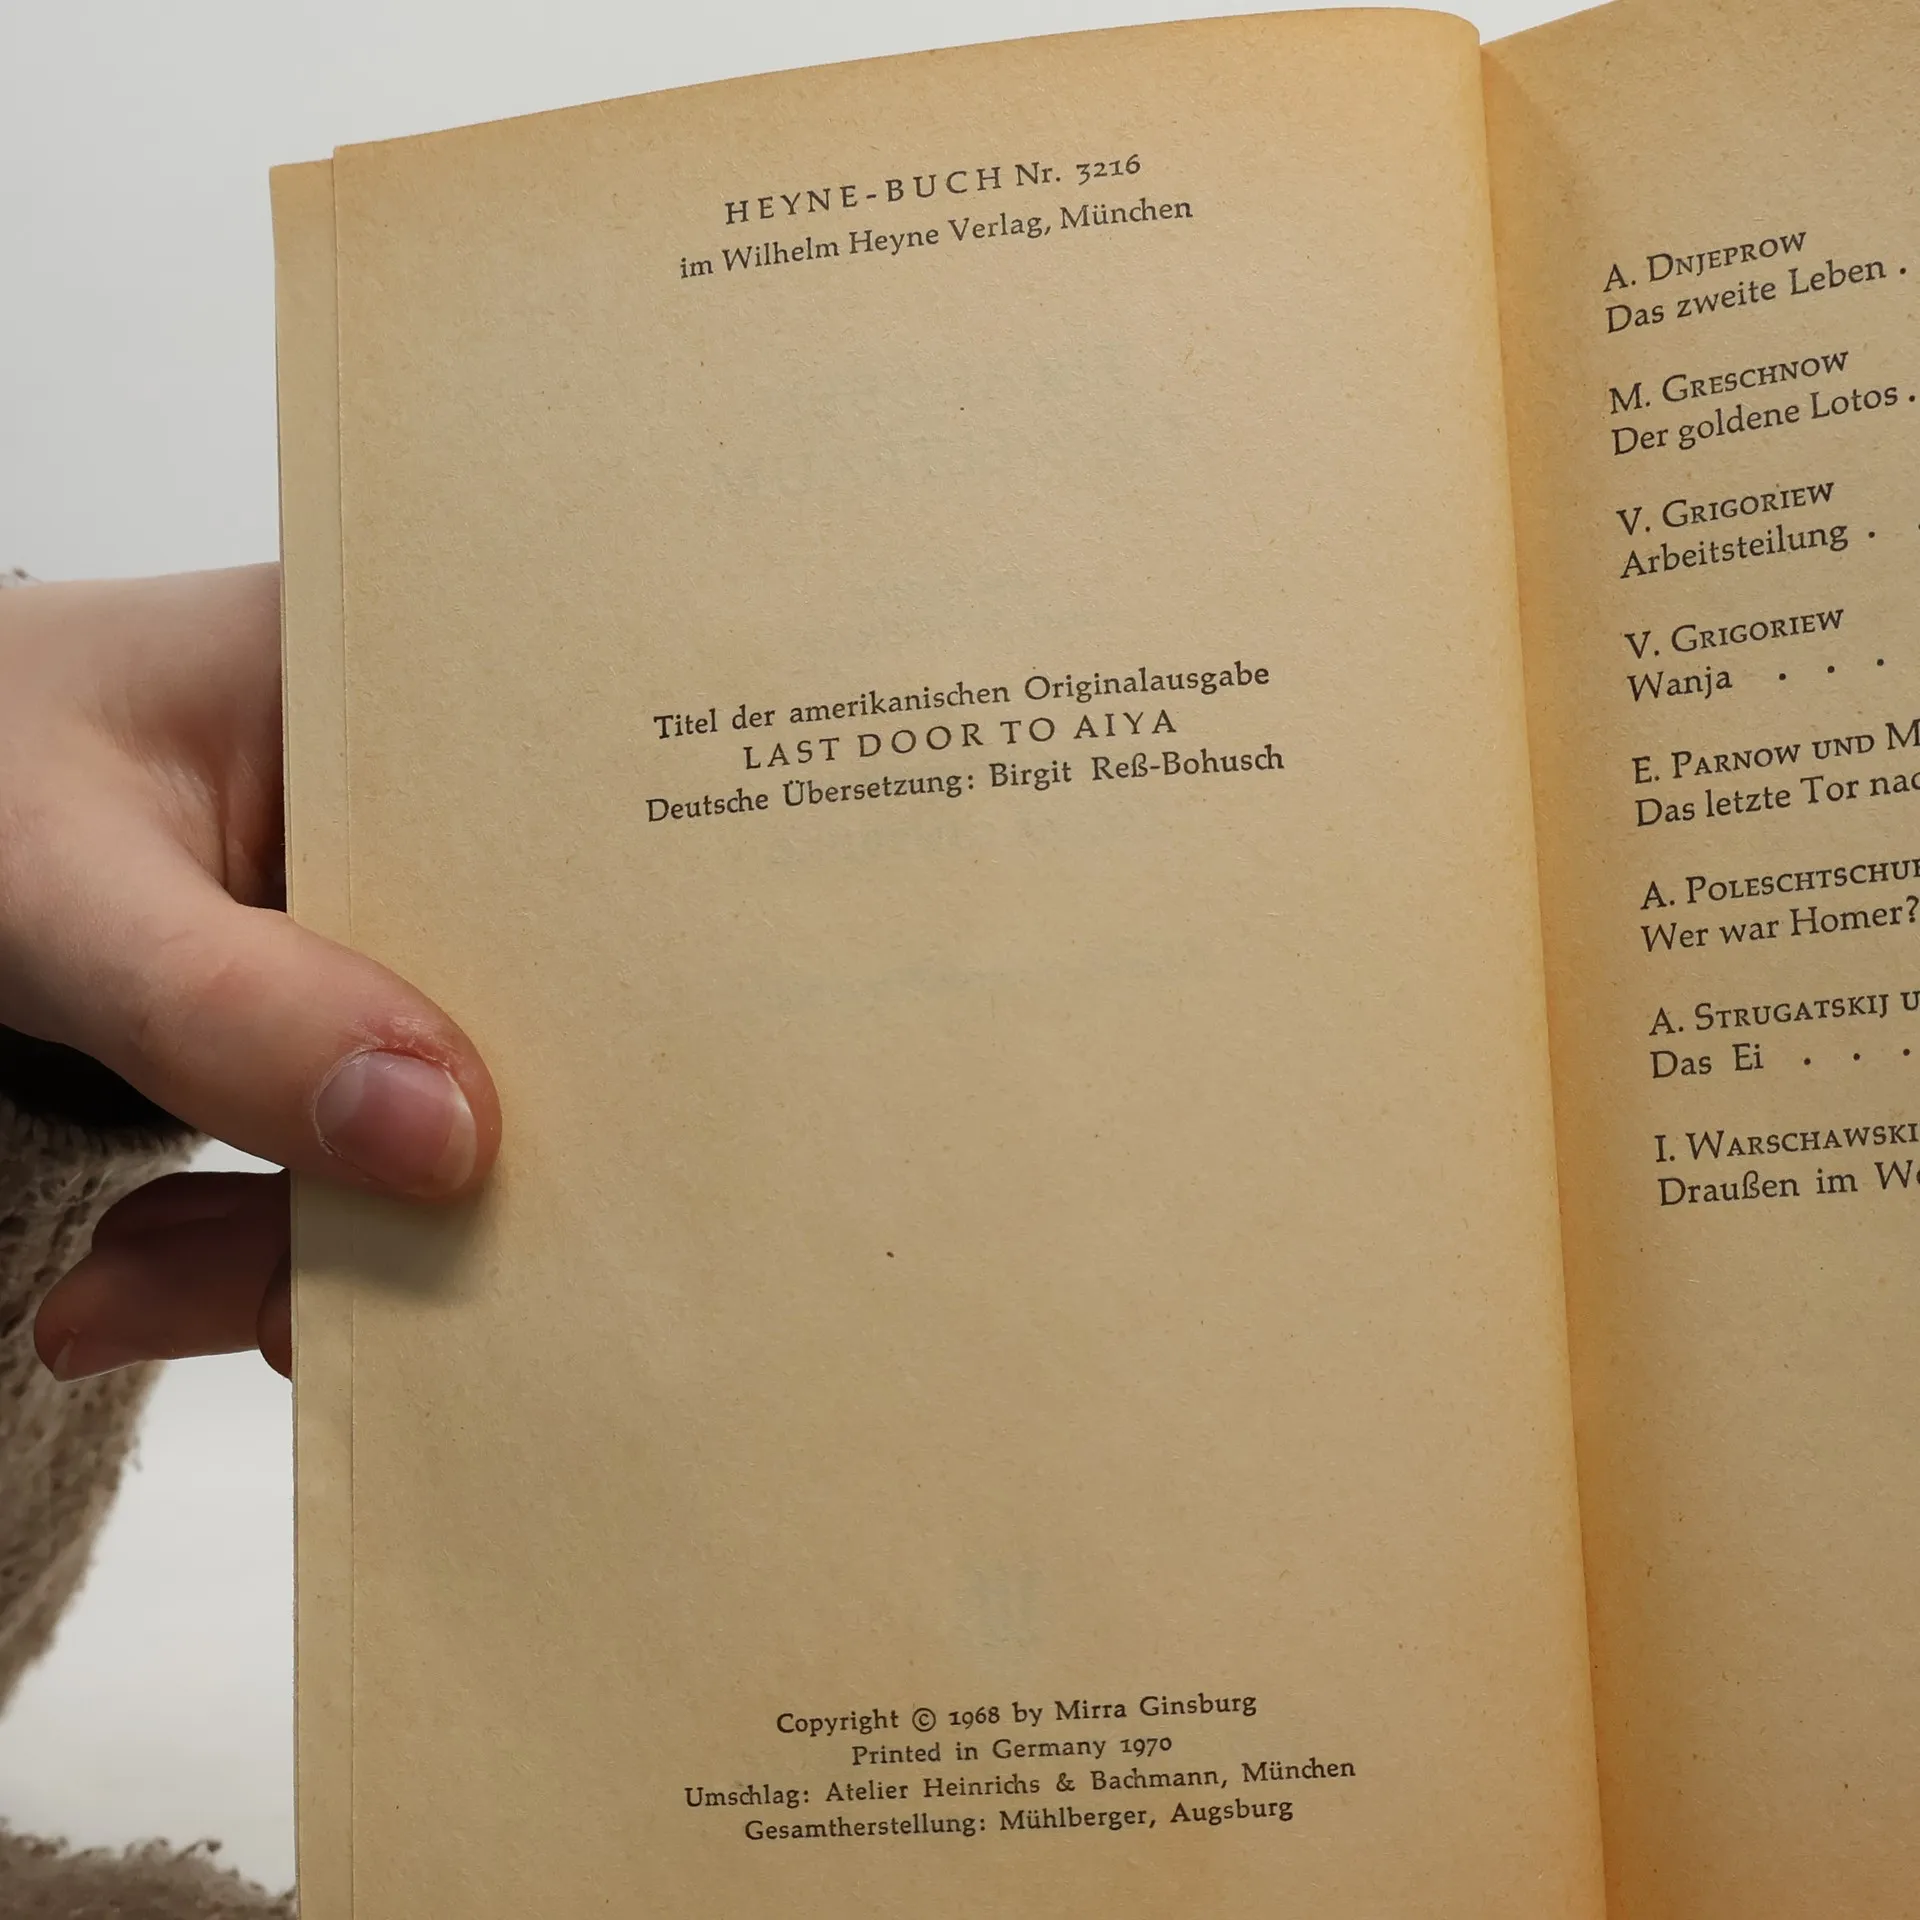 HEYNE-BUCH Nr. 3216
im Wilhelm Heyne Verlag, München
Titel der amerikanischen Originalausgabe
LAST DOOR TO AIYA
Deutsche Übersetzung: Birgit Reß-Bohusch
Copyright © 1968 by Mirra Ginsburg
Printed in Germany 1970
Umschlag: Atelier Heinrichs & Bachmann, München
Gesamtherstellung: Mühlberger, Augsburg
A. DNJEPROW
Das zweite Leben .
M. GRESCHNOW
Der goldene Lotos .
V. GRIGORIEW
Arbeitsteilung .
V. GRIGORIEW
Wanja . . .
E. PARNOW UND
Das letzte Tor
A.
Wer war Homer?
A. STRUGATSKIJ
Das Ei . . .
I.
Draußen im